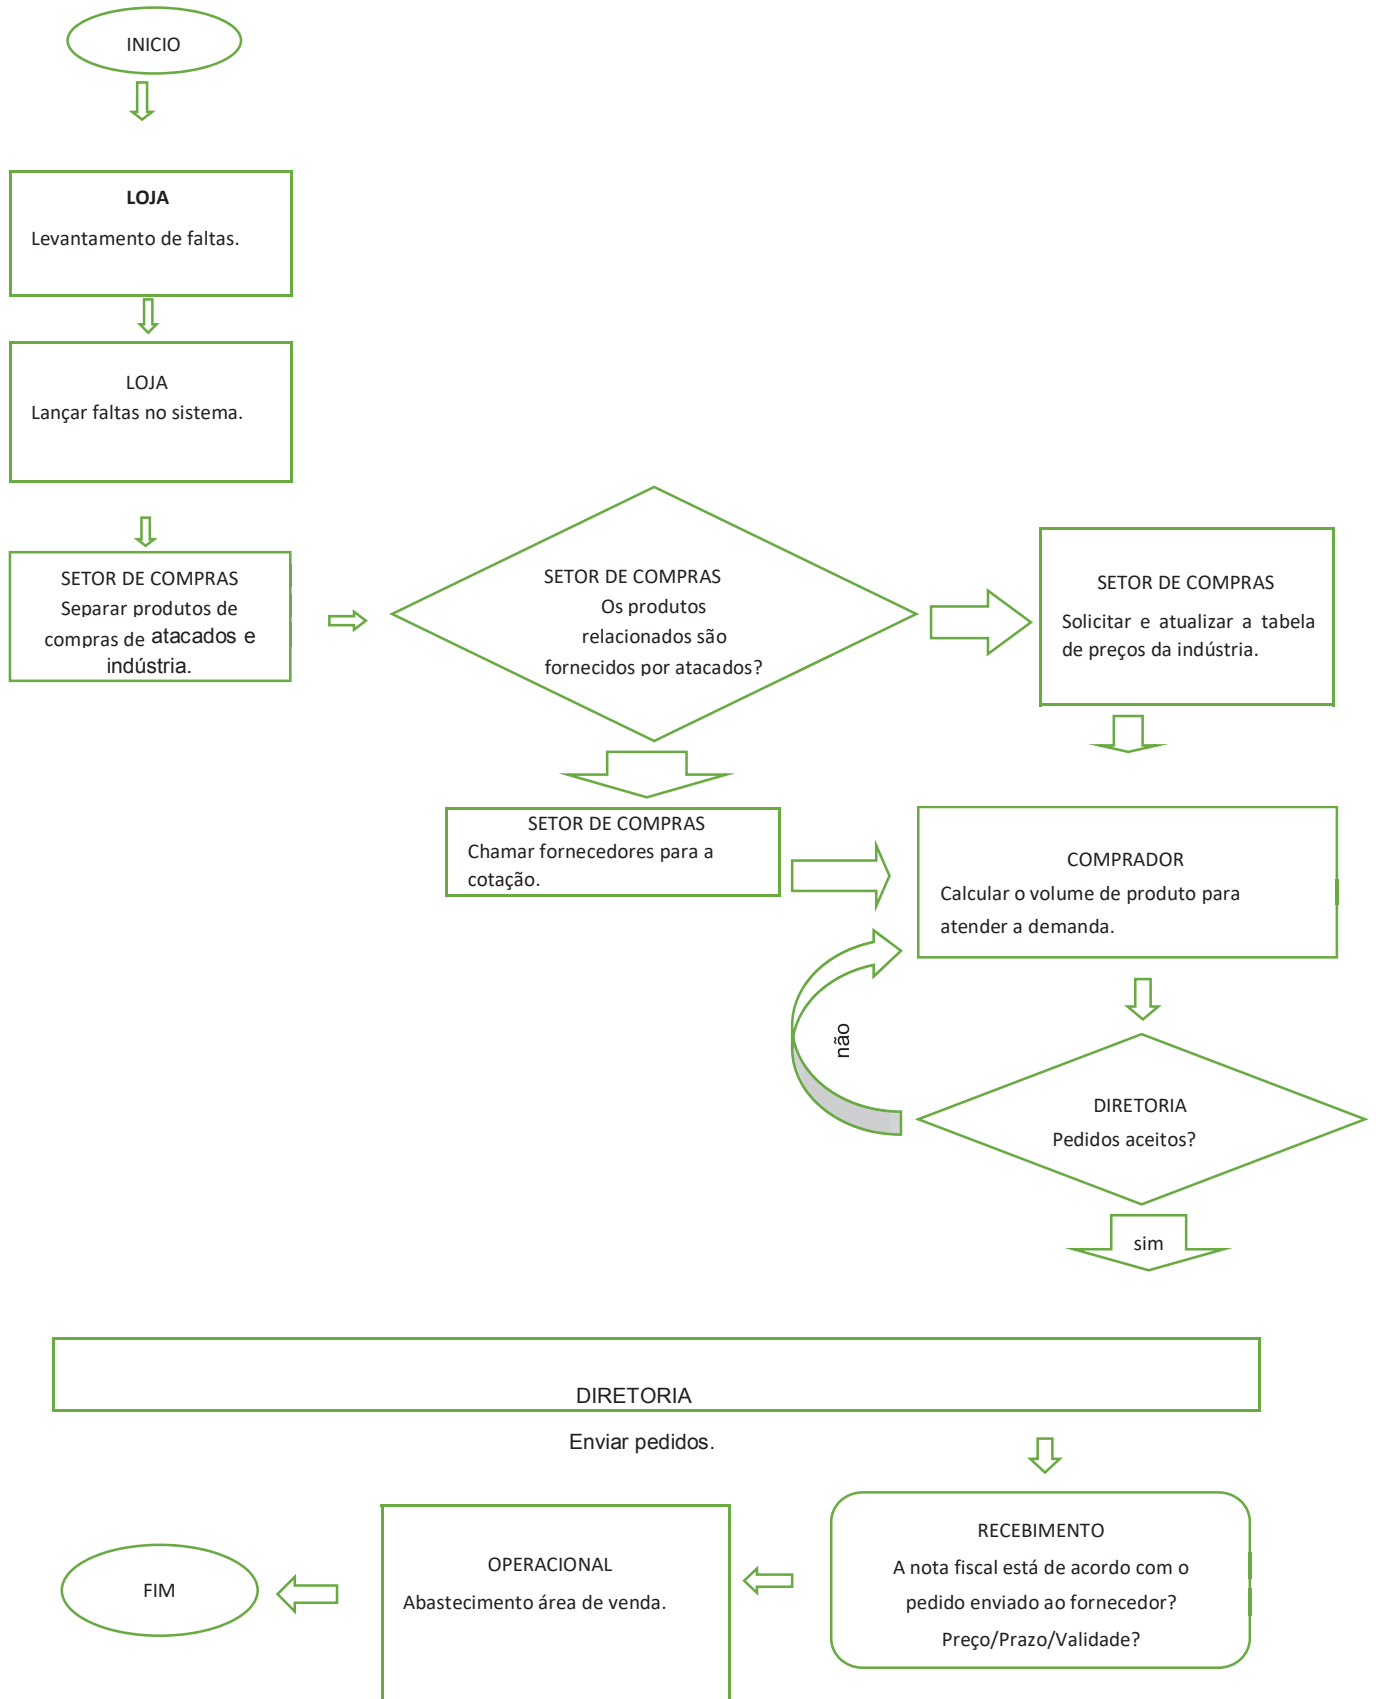 INICIO
LOJA
Levantamento de faltas.
LOJA
Lançar faltas no sistema.
SETOR DE COMPRAS
Separar produtos de
compras de atacados e
indústria.
SETOR DE COMPRAS
Os produtos
relacionados são
fornecidos por atacados?
SETOR DE COMPRAS
Solicitar e atualizar a tabela
de preços da indústria.
SETOR DE COMPRAS
Chamar fornecedores para a
cotação.
COMPRADOR
Calcular o volume de produto para
atender a demanda.
não
DIRETORIA
Pedidos aceitos?
sim
DIRETORIA
Enviar pedidos.
RECEBIMENTO
A nota fiscal está de acordo com o
pedido enviado ao fornecedor?
Preço/Prazo/Validade?
OPERACIONAL
Abastecimento área de venda.
FIM